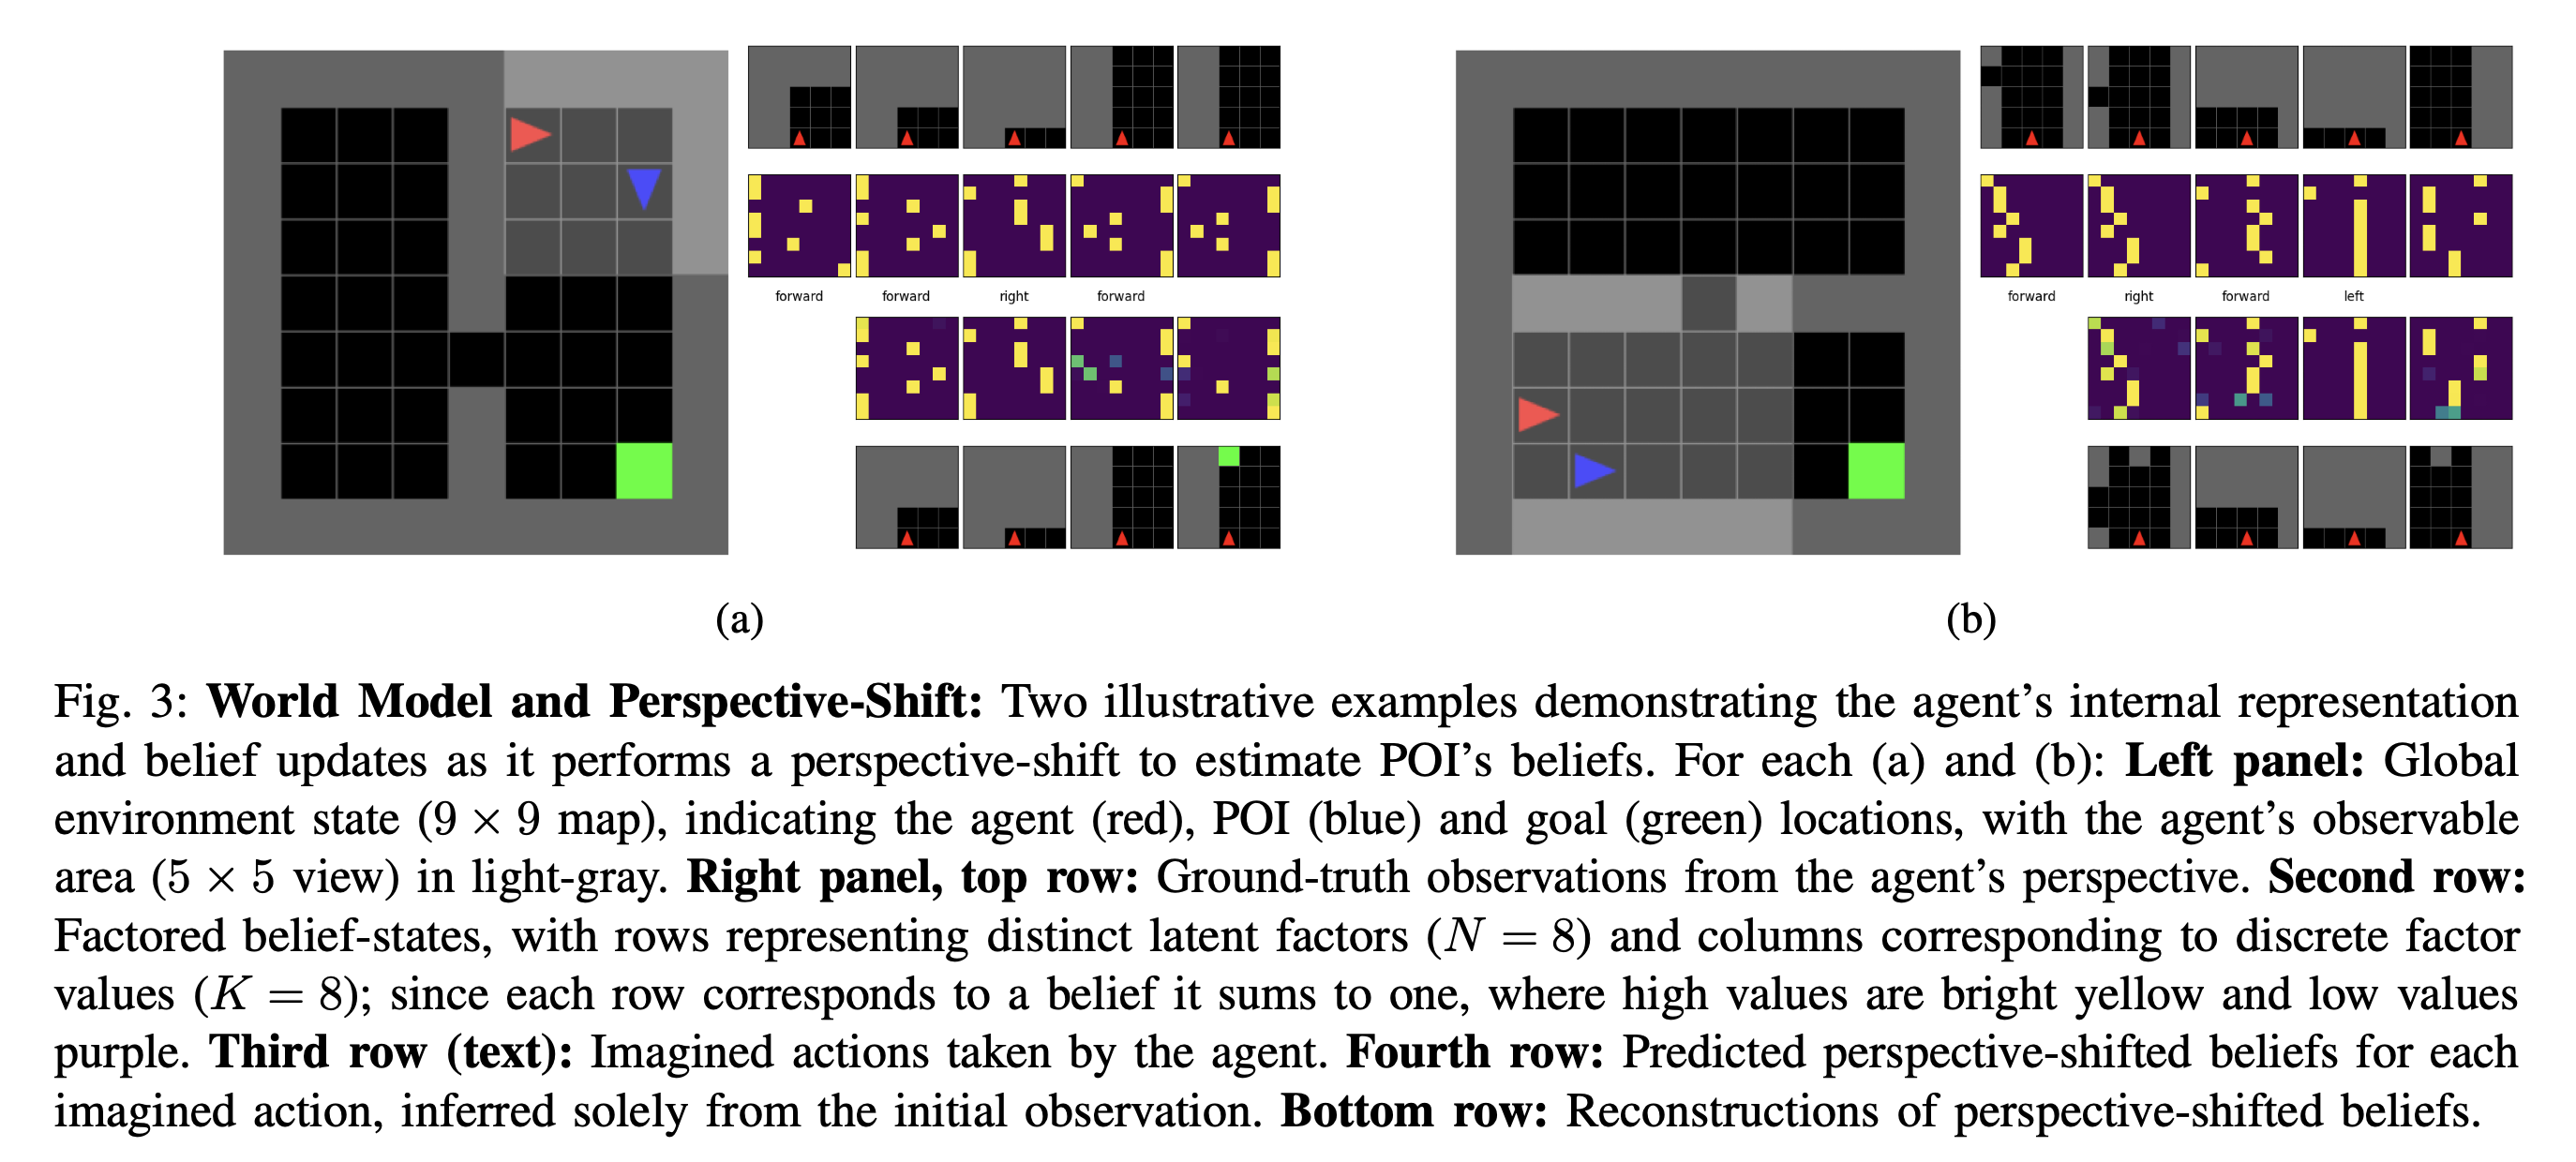 forward forward right forward
forward right forward left
(a) (b)
Fig. 3: World Model and Perspective-Shift: Two illustrative examples demonstrating the agent’s internal representation
and belief updates as it performs a perspective-shift to estimate POI’s beliefs. For each (a) and (b): Left panel: Global
environment state (9 × 9 map), indicating the agent (red), POI (blue) and goal (green) locations, with the agent’s observable
area (5 × 5 view) in light-gray. Right panel, top row: Ground-truth observations from the agent’s perspective. Second row:
Factored belief-states, with rows representing distinct latent factors (N = 8) and columns corresponding to discrete factor
values (K = 8); since each row corresponds to a belief it sums to one, where high values are bright yellow and low values
purple. Third row (text): Imagined actions taken by the agent. Fourth row: Predicted perspective-shifted beliefs for each
imagined action, inferred solely from the initial observation. Bottom row: Reconstructions of perspective-shifted beliefs.